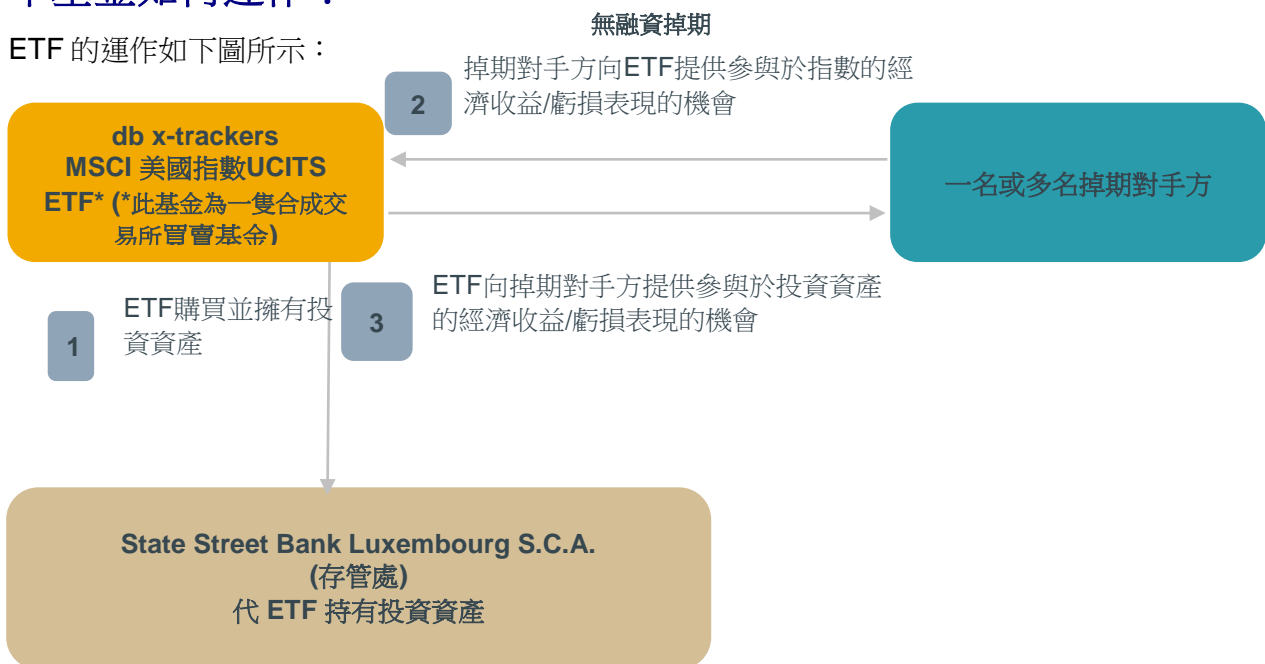 本基金如何運作？
ETF 的運作如下圖所示：
無融資掉期
2
掉期對手方向ETF提供參與於指數的經
濟收益/虧損表現的機會
db x-trackers
MSCI 美國指數UCITS
ETF* (*此基金為一隻合成交
易所買賣基金)
一名或多名掉期對手方
1
ETF購買並擁有投
資資產
3
ETF向掉期對手方提供參與於投資資產
的經濟收益/虧損表現的機會
State Street Bank Luxembourg S.C.A.
(存管處)
代 ETF 持有投資資產